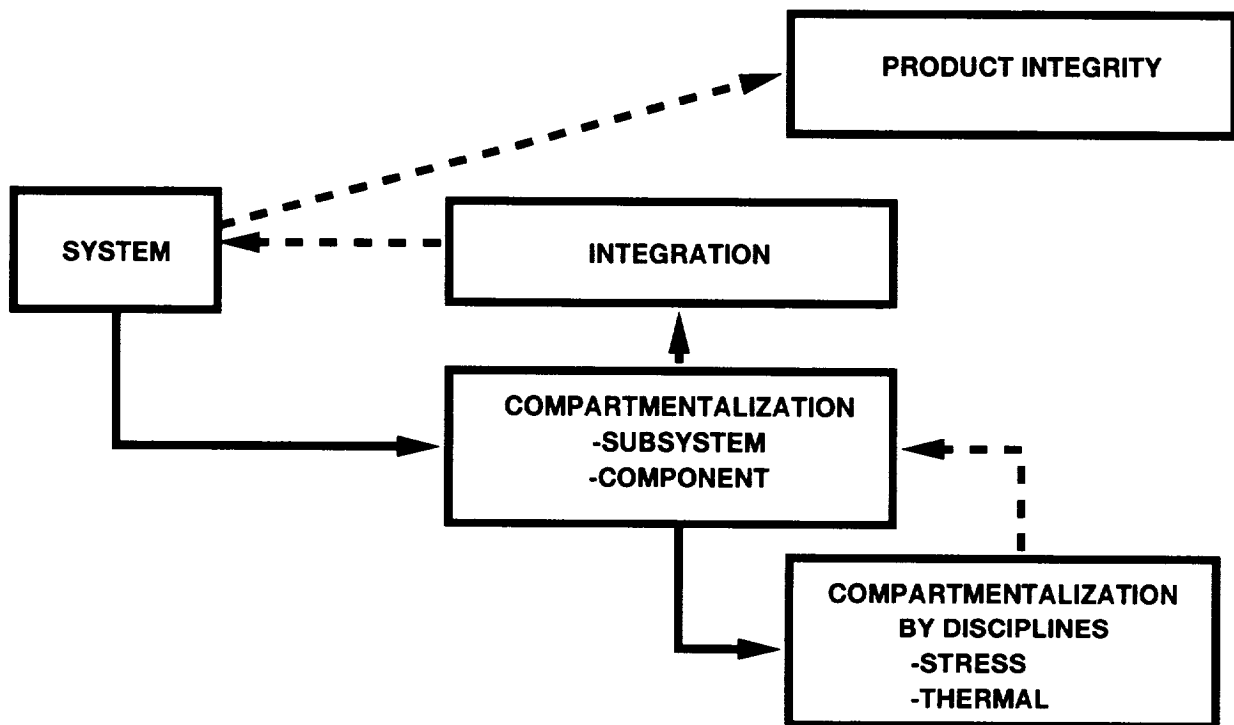 PRODUCT INTEGRITY
SYSTEM
INTEGRATION
COMPARTMENTALIZATION
-SUBSYSTEM
-COMPONENT
COMPARTMENTALIZATION
BY DISCIPLINES
-STRESS
-THERMAL